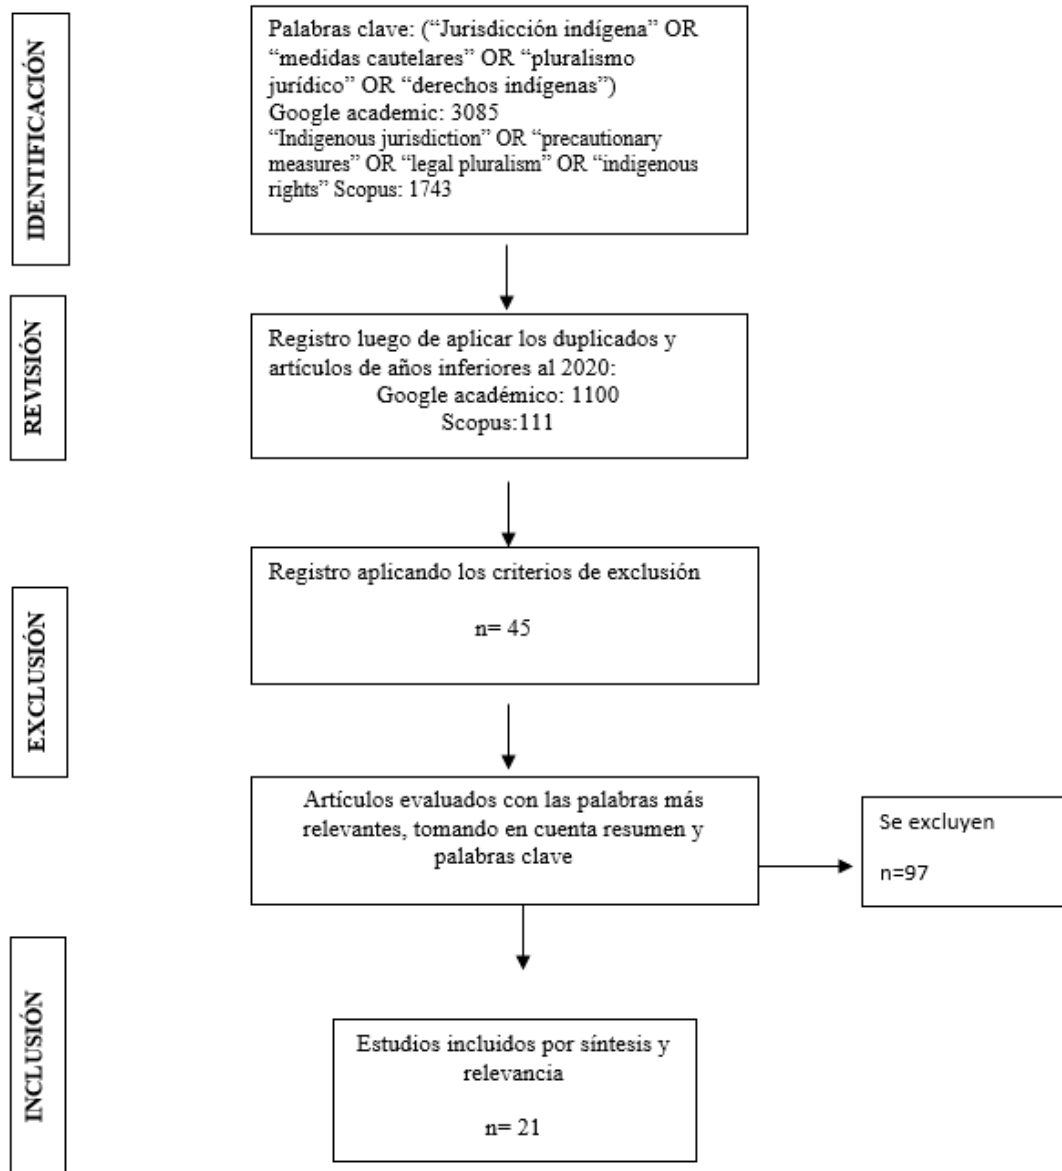 IDENTIFICACIÓN
Palabras clave: (“Jurisdicción indígena” OR
“medidas cautelares” OR “pluralismo
jurídico” OR “derechos indígenas”)
Google academic: 3085
“Indigenous jurisdiction” OR “precautionary
measures” OR “legal pluralism” OR “indigenous
rights” Scopus: 1743
REVISIÓN
Registro luego de aplicar los duplicados y
artículos de años inferiores al 2020:
Google académico: 1100
Scopus:111
EXCLUSIÓN
Registro aplicando los criterios de exclusión
n= 45
Artículos evaluados con las palabras más
relevantes, tomando en cuenta resumen y
palabras clave
Se excluyen
n=97
INCLUSIÓN
Estudios incluidos por síntesis y
relevancia
n= 21